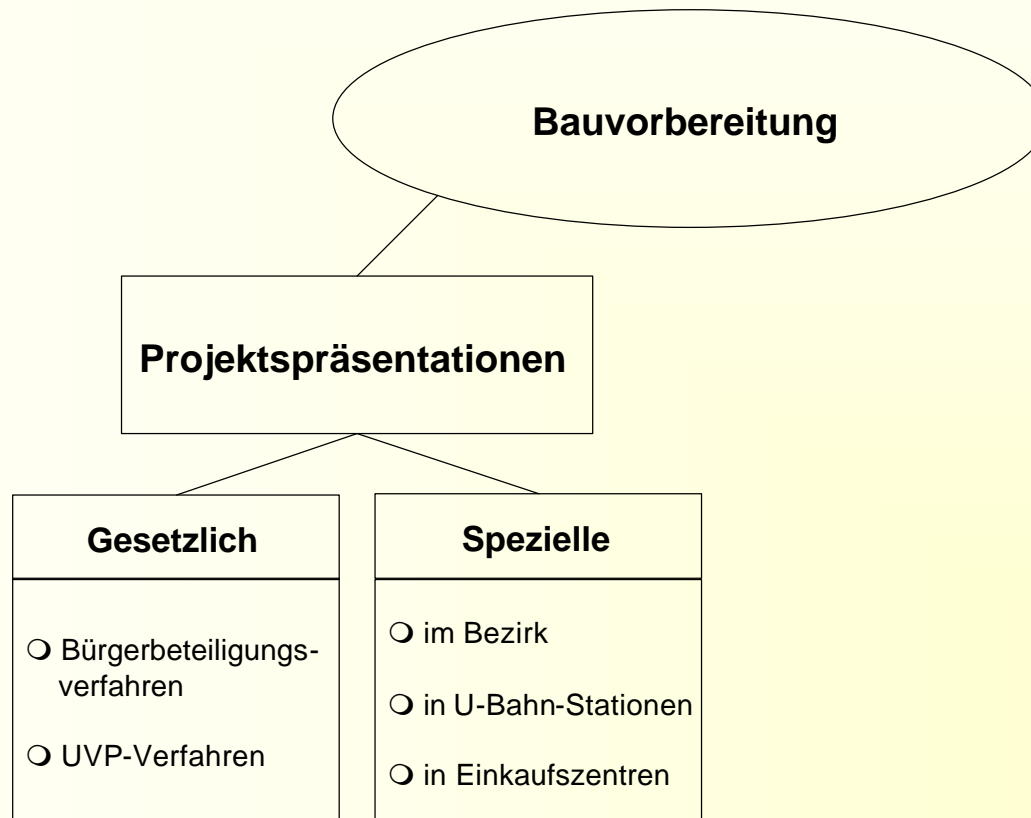 Bauvorbereitung
Projektspräsentationen
Gesetzlich
❍ Bürgerbeteiligungs-
verfahren
❍ UVP-Verfahren
Spezielle
❍ im Bezirk
❍ in U-Bahn-Stationen
❍ in Einkaufszentren